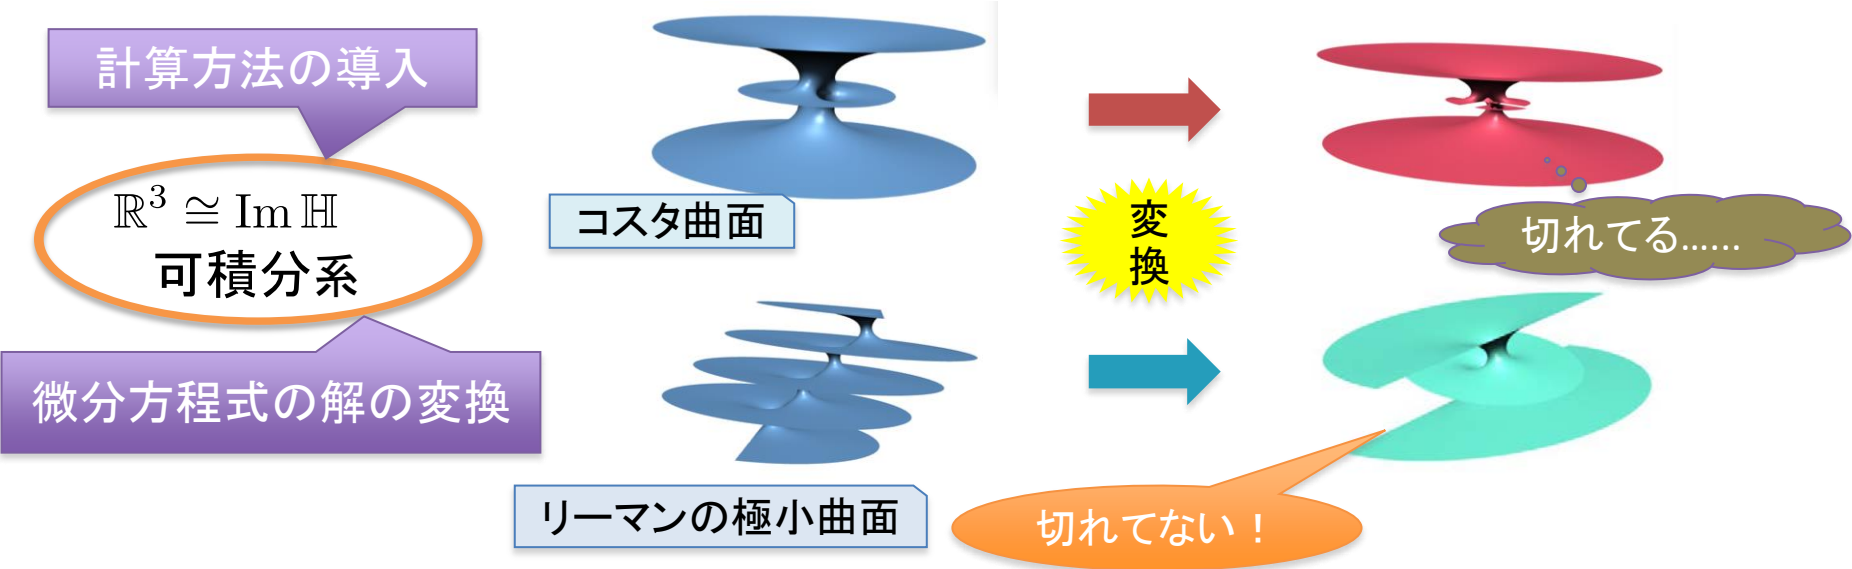 計算方法の導入
ℝ³ ≅ Im ℍ
可積分系
微分方程式の解の変換
コスタ曲面
リーマンの極小曲面
変
換
切れてる……
切れてない！